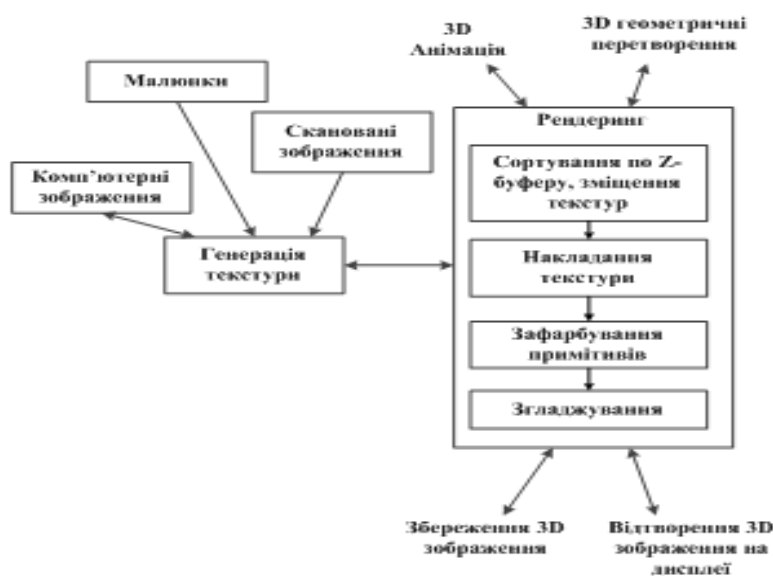 3D
Анімація
3D геометричні
перетворення
Малюнки
Скановані
зображення
Комп'ютерні
зображення
Генерація
текстури
Рендеринг
Сортування по Z-
буферу, зміщення
текстур
Накладання
текстури
Зафарбування
примітивів
Згладжування
Збереження 3D
зображення
Відтворення 3D
зображення на
дисплеї